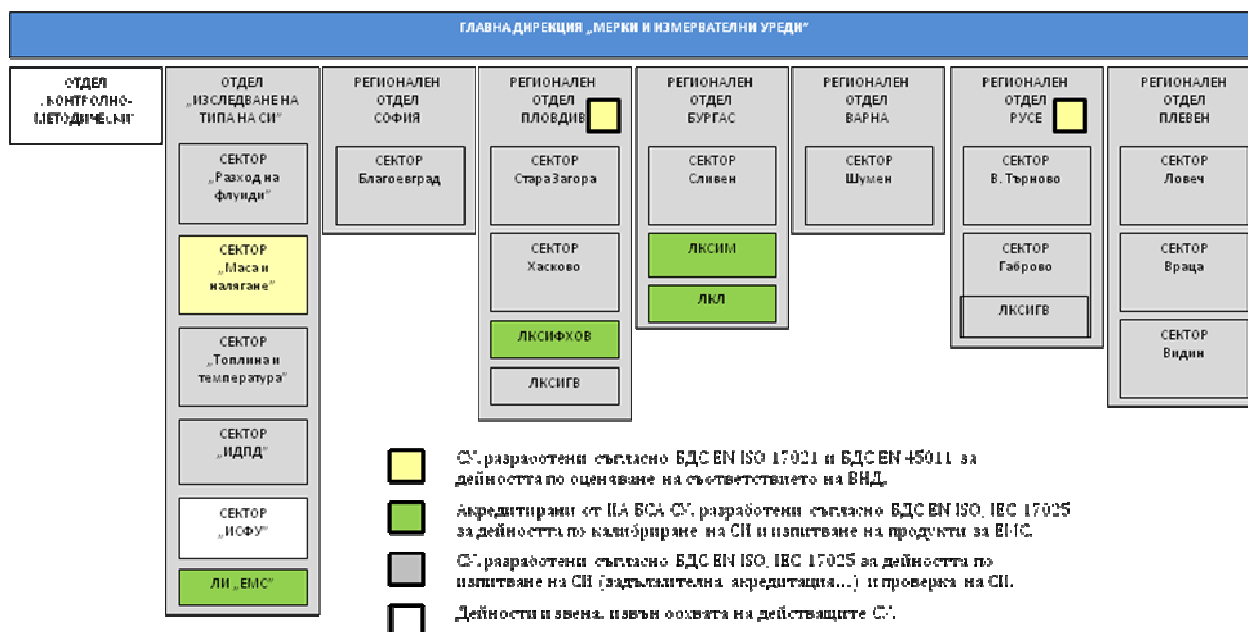 ГЛАВНА ДИРЕКЦИЯ „МЕРКИ И ИЗМЕРВАТЕЛНИ УРЕДИ“
ОТДЕЛ
„КОНТРОЛНО-
МЕТОДИЧЕСКИ“
ОТДЕЛ
„ИЗСЛЕДВАНЕ НА
ТИПА НА СИ“
СЕКТОР
„Разход на
флуиди“
СЕКТОР
„Маса и
налягане“
СЕКТОР
„Топлина и
температура“
СЕКТОР
„ИДПД“
СЕКТОР
„ИСФУ“
ЛИ „ЕМС“
РЕГИОНАЛЕН
ОТДЕЛ
СОФИЯ
СЕКТОР
Благоевград
РЕГИОНАЛЕН
ОТДЕЛ
ПЛОВДИВ
СЕКТОР
Стара Загора
СЕКТОР
Хасково
ЛКСИФХОВ
ЛКСИГВ
РЕГИОНАЛЕН
ОТДЕЛ
БУРГАС
СЕКТОР
Сливен
ЛКСИМ
ЛКЛ
РЕГИОНАЛЕН
ОТДЕЛ
ВАРНА
СЕКТОР
Шумен
РЕГИОНАЛЕН
ОТДЕЛ
РУСЕ
СЕКТОР
В. Търново
СЕКТОР
Габрово
ЛКСИГВ
РЕГИОНАЛЕН
ОТДЕЛ
ПЛЕВЕН
СЕКТОР
Ловеч
СЕКТОР
Враца
СЕКТОР
Видин
СУ, разработени съгласно БДС EN ISO 17021 и БДС EN 45011 за
дейността по оценяване на съответствието на ВНД.
Акредитирани от ИА БСА СУ, разработени съгласно БДС EN ISO, IEC 17025
за дейността по калибриране на СИ и изпитване на продукти за ЕМС.
СУ, разработени съгласно БДС EN ISO, IEC 17025 за дейността по
изпитване на СИ (задължителна акредитация...) и проверка на СИ.
Дейности и звена, извън обхвата на действащите СУ.